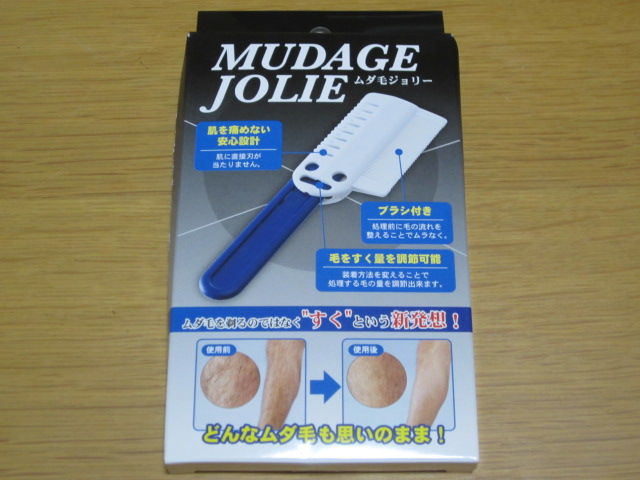 MUDAGE
JOLIE ムダ毛ジョリー
肌を痛めない
安心設計
肌に直接刃が
当たりません。
ブラシ付き
処理前に毛の流れを
整えることでムラなく。
毛をすく量を調節可能
装着方法を変えることで
処理する毛の量を調節出来ます。
ムダ毛を剃るのではなく"すく"という新発想！
使用前
使用後
どんなムダ毛も思いのまま！